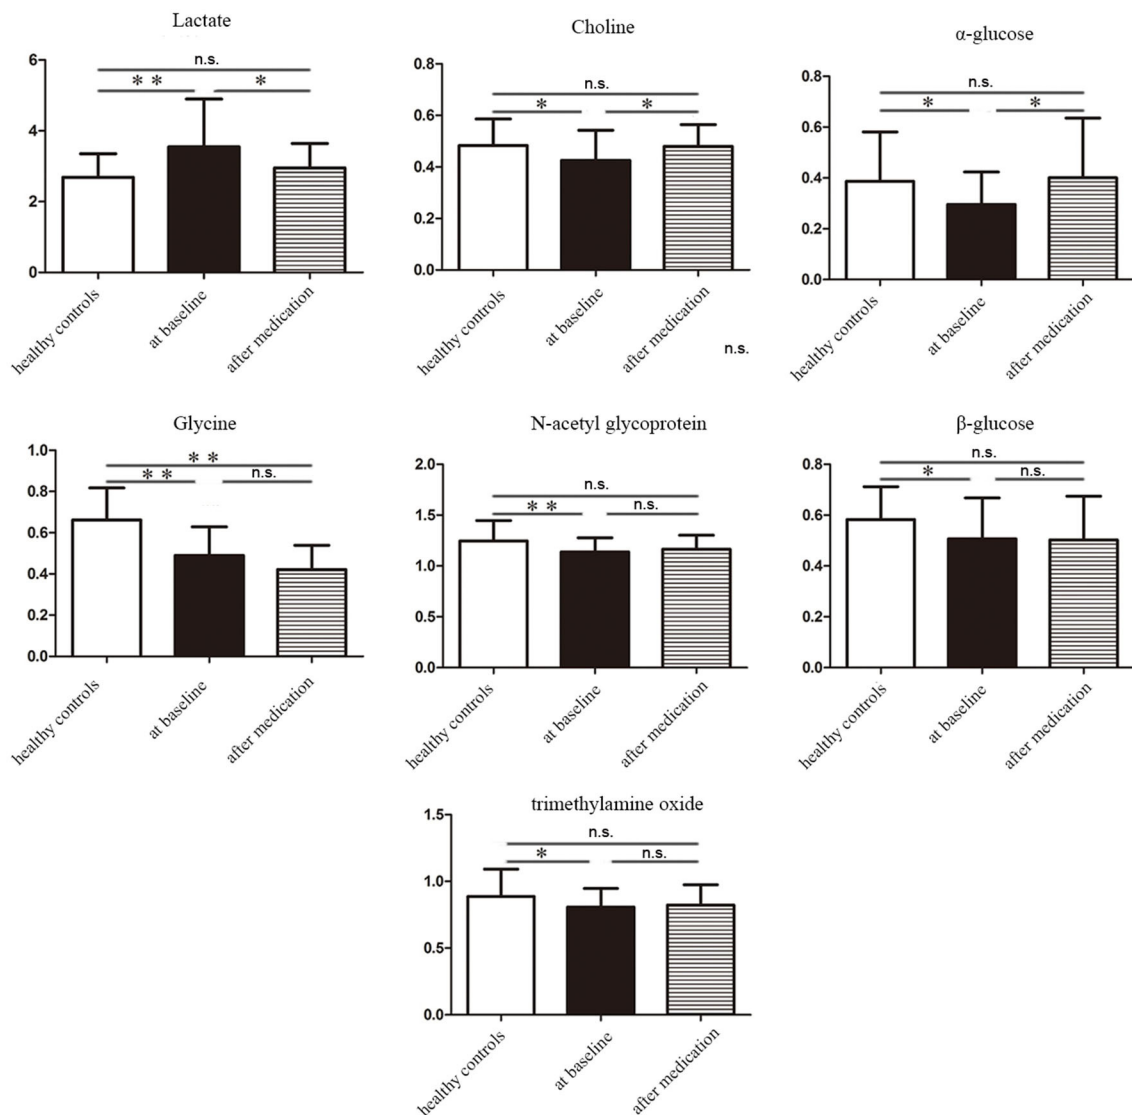 Lactate
n.s.
* *
*
6
4
2
0
healthy controls
at baseline
after medication
Choline
n.s.
*
*
0.8
0.6
0.4
0.2
0.0
healthy controls
at baseline
after medication
n.s.
α-glucose
n.s.
*
*
0.8
0.6
0.4
0.2
0.0
healthy controls
at baseline
after medication
Glycine
* *
* *
n.s.
1.0
0.8
0.6
0.4
0.2
0.0
healthy controls
at baseline
after medication
N-acetyl glycoprotein
n.s.
* *
n.s.
2.0
1.5
1.0
0.5
0.0
healthy controls
at baseline
after medication
β-glucose
n.s.
*
n.s.
0.8
0.6
0.4
0.2
0.0
healthy controls
at baseline
after medication
trimethylamine oxide
n.s.
*
n.s.
1.5
1.0
0.5
0.0
healthy controls
at baseline
after medication